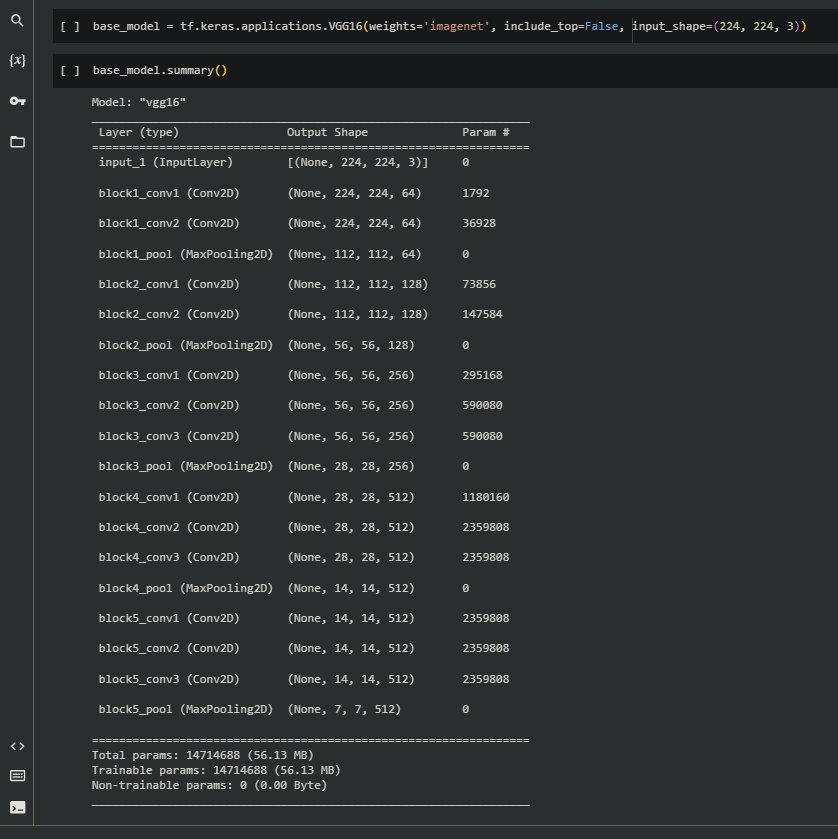 [ ] base_model = tf.keras.applications.VGG16(weights='imagenet', include_top=False, input_shape=(224, 224, 3))
{x}
[ ] base_model.summary()
Model: "vgg16"
_________________________________________________________________
Layer (type) Output Shape Param #
=================================================================
input_1 (InputLayer) [(None, 224, 224, 3)] 0
block1_conv1 (Conv2D) (None, 224, 224, 64) 1792
block1_conv2 (Conv2D) (None, 224, 224, 64) 36928
block1_pool (MaxPooling2D) (None, 112, 112, 64) 0
block2_conv1 (Conv2D) (None, 112, 112, 128) 73856
block2_conv2 (Conv2D) (None, 112, 112, 128) 147584
block2_pool (MaxPooling2D) (None, 56, 56, 128) 0
block3_conv1 (Conv2D) (None, 56, 56, 256) 295168
block3_conv2 (Conv2D) (None, 56, 56, 256) 590080
block3_conv3 (Conv2D) (None, 56, 56, 256) 590080
block3_pool (MaxPooling2D) (None, 28, 28, 256) 0
block4_conv1 (Conv2D) (None, 28, 28, 512) 1180160
block4_conv2 (Conv2D) (None, 28, 28, 512) 2359808
block4_conv3 (Conv2D) (None, 28, 28, 512) 2359808
block4_pool (MaxPooling2D) (None, 14, 14, 512) 0
block5_conv1 (Conv2D) (None, 14, 14, 512) 2359808
block5_conv2 (Conv2D) (None, 14, 14, 512) 2359808
block5_conv3 (Conv2D) (None, 14, 14, 512) 2359808
block5_pool (MaxPooling2D) (None, 7, 7, 512) 0
=================================================================
Total params: 14714688 (56.13 MB)
Trainable params: 14714688 (56.13 MB)
Non-trainable params: 0 (0.00 Byte)
_________________________________________________________________